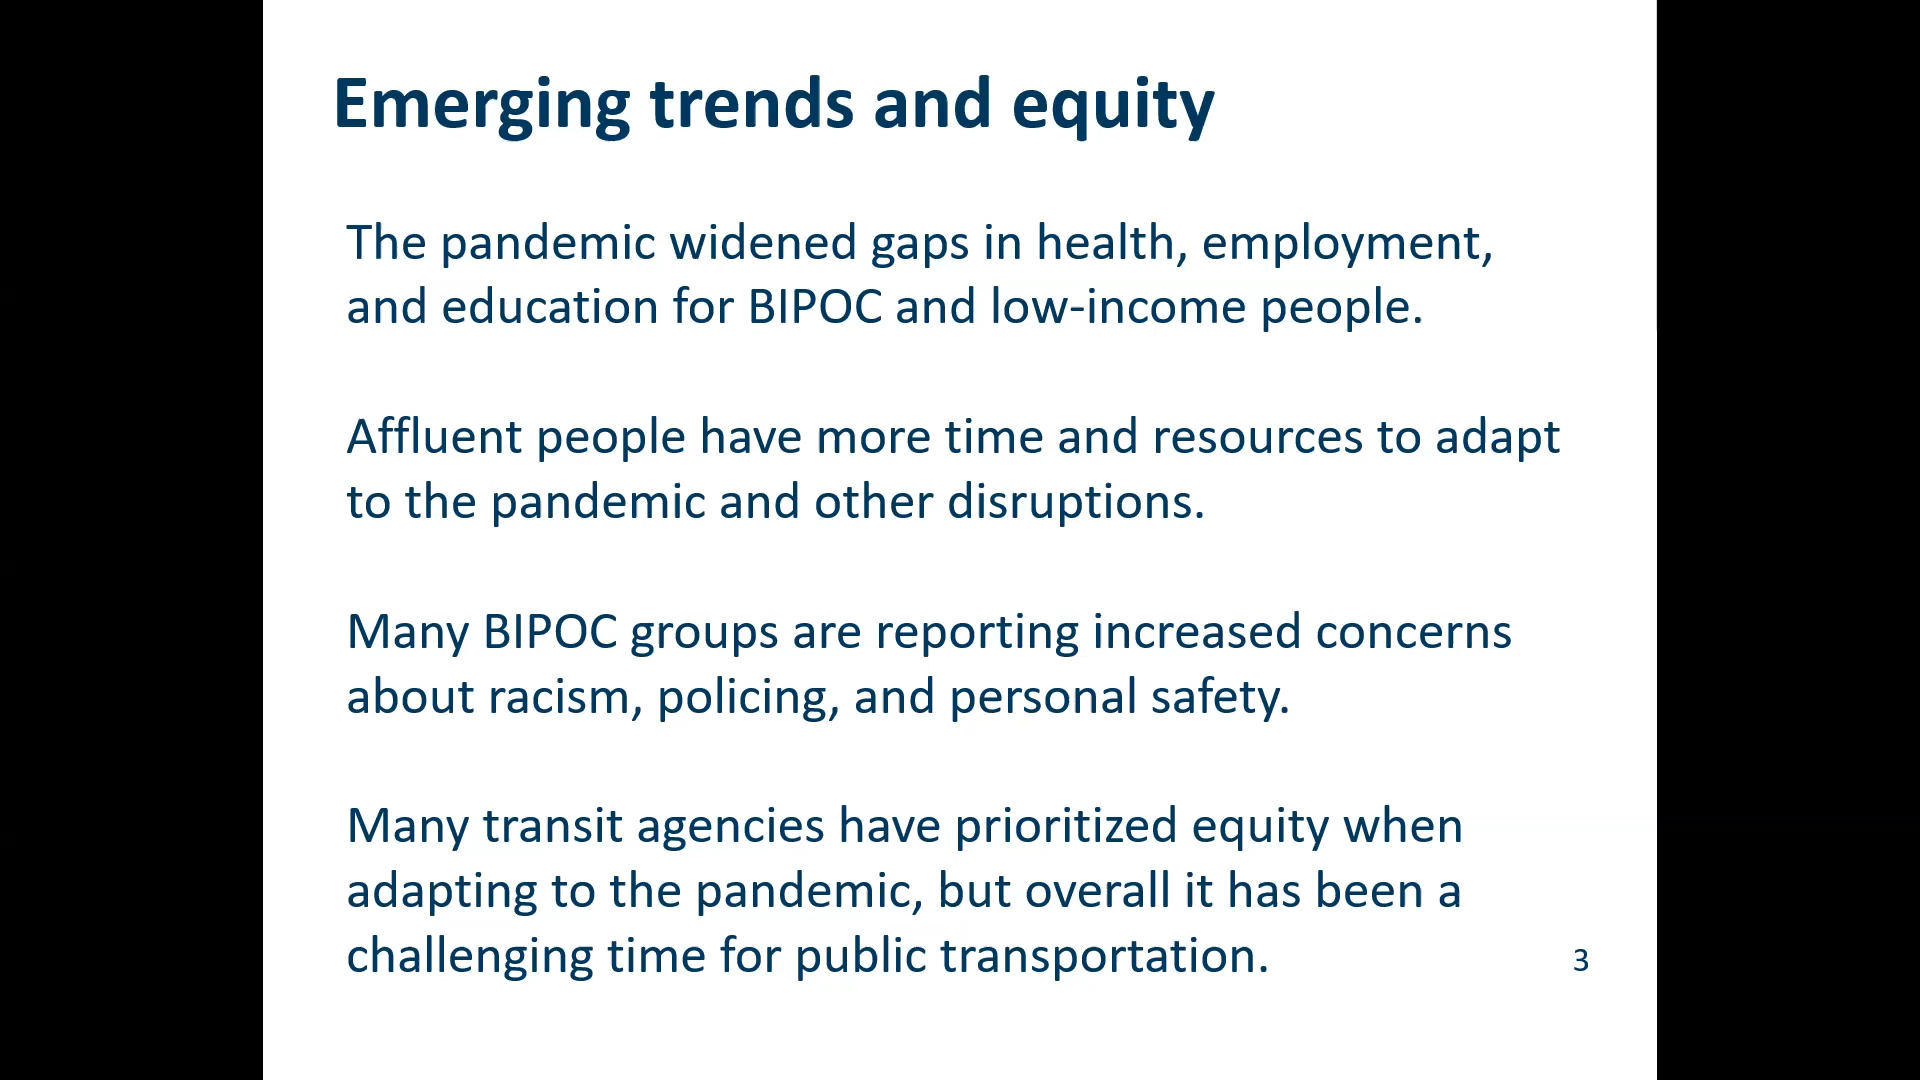 Emerging trends and equity
The pandemic widened gaps in health, employment,
and education for BIPOC and low-income people.
Affluent people have more time and resources to adapt
to the pandemic and other disruptions.
Many BIPOC groups are reporting increased concerns
about racism, policing, and personal safety.
Many transit agencies have prioritized equity when
adapting to the pandemic, but overall it has been a
challenging time for public transportation.
3